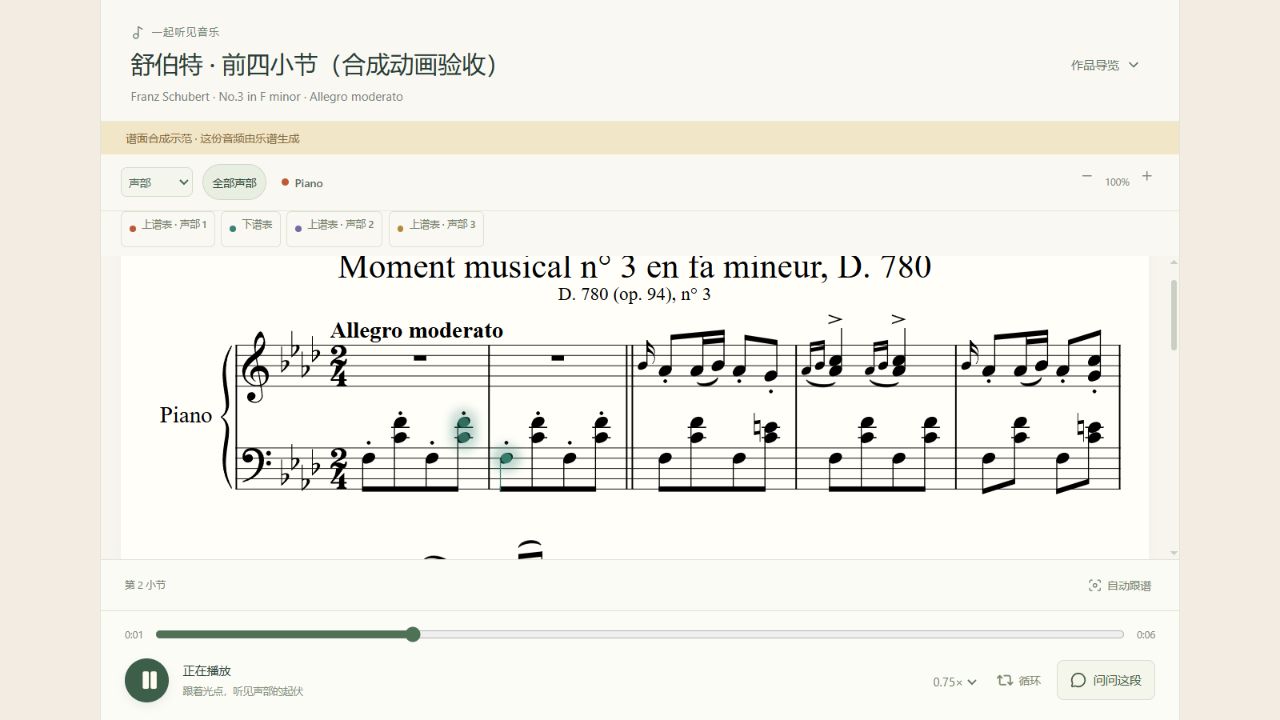 一起听见音乐
舒伯特 · 前四小节（合成动画验收）
作品导览
Franz Schubert · No.3 in F minor · Allegro moderato
谱面合成示范 · 这份音频由乐谱生成
声部 全部声部 Piano
100%
上谱表 · 声部 1 下谱表 上谱表 · 声部 2 上谱表 · 声部 3
Moment musical n° 3 en fa mineur, D. 780
D. 780 (op. 94), n° 3
Allegro moderato
Piano
第 2 小节
自动跟谱
0:01
0:06
正在播放
跟着光点，听见声部的起伏
0.75× 循环 问问这段